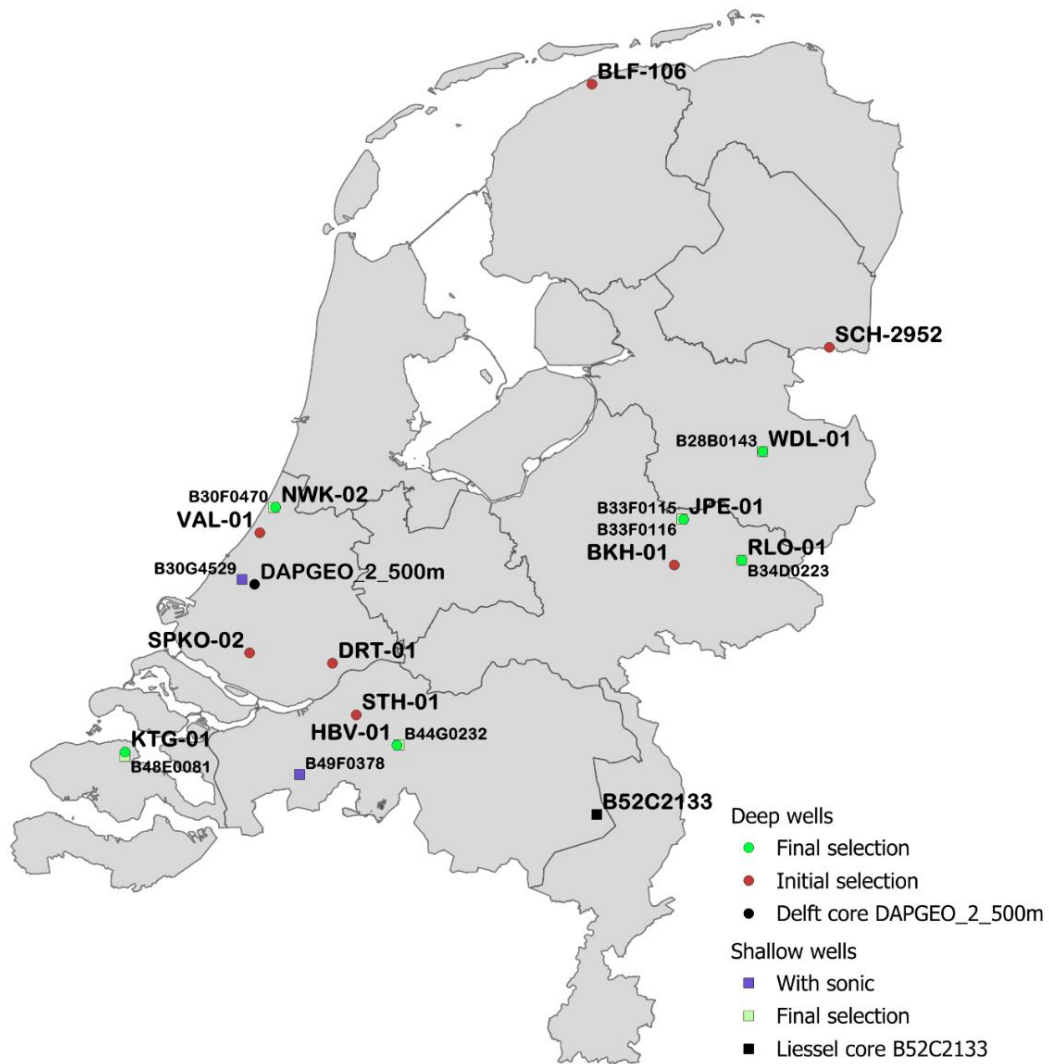 BLF-106
SCH-2952
B28B0143 WDL-01
B30F0470 NWK-02
VAL-01
B33F0115 JPE-01
B33F0116
BKH-01
RLO-01
B34D0223
B30G4529 DAPGEO_2_500m
SPKO-02
DRT-01
STH-01
HBV-01 B44G0232
KTG-01
B48E0081
B49F0378
B52C2133
Deep wells
Final selection
Initial selection
Delft core DAPGEO_2_500m
Shallow wells
With sonic
Final selection
Liessel core B52C2133